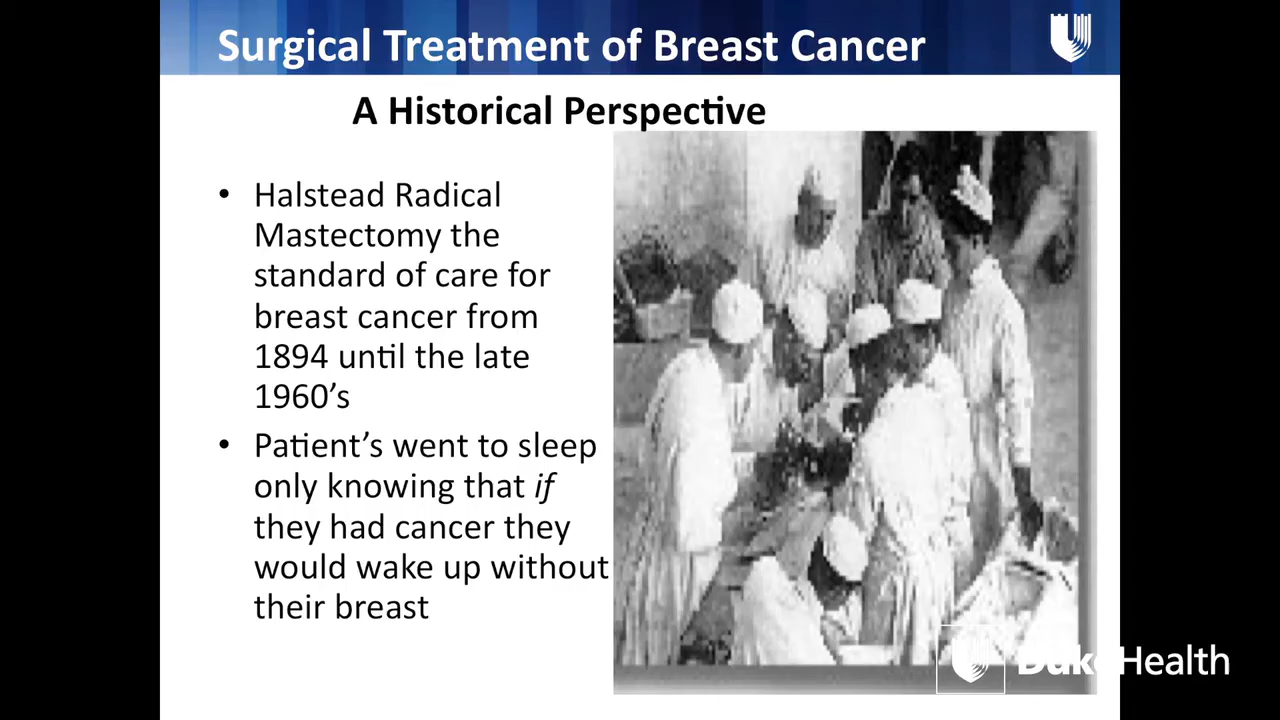 Surgical Treatment of Breast Cancer
A Historical Perspective
• Halstead Radical
Mastectomy the
standard of care for
breast cancer from
1894 until the late
1960’s
• Patient’s went to sleep
only knowing that if
they had cancer they
would wake up without
their breast
DukeHealth